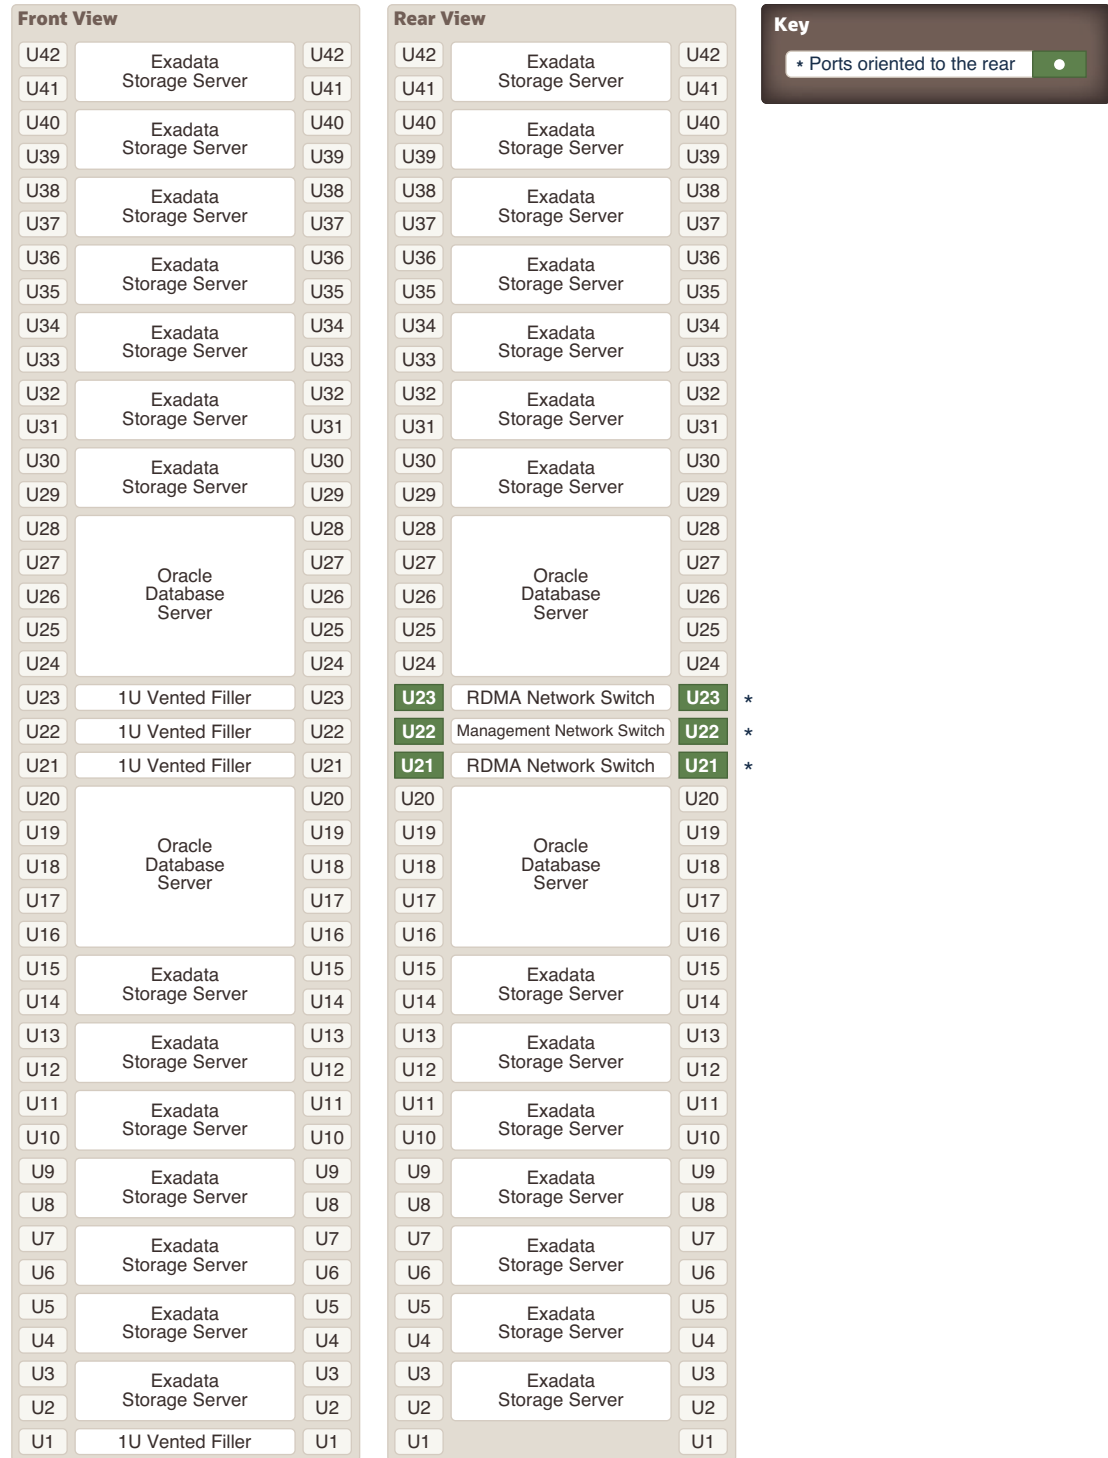 Front View
U42 Exadata U42
U41 Storage Server U41
U40 Exadata U40
U39 Storage Server U39
U38 Exadata U38
U37 Storage Server U37
U36 Exadata U36
U35 Storage Server U35
U34 Exadata U34
U33 Storage Server U33
U32 Exadata U32
U31 Storage Server U31
U30 Exadata U30
U29 Storage Server U29
U28 U28
U27 Oracle U27
U26 Database U26
U25 Server U25
U24 U24
U23 1U Vented Filler U23
U22 1U Vented Filler U22
U21 1U Vented Filler U21
U20 U20
U19 Oracle U19
U18 Database U18
U17 Server U17
U16 U16
U15 Exadata U15
U14 Storage Server U14
U13 Exadata U13
U12 Storage Server U12
U11 Exadata U11
U10 Storage Server U10
U9 Exadata U9
U8 Storage Server U8
U7 Exadata U7
U6 Storage Server U6
U5 Exadata U5
U4 Storage Server U4
U3 Exadata U3
U2 Storage Server U2
U1 1U Vented Filler U1
Rear View
U42 Exadata U42
U41 Storage Server U41
U40 Exadata U40
U39 Storage Server U39
U38 Exadata U38
U37 Storage Server U37
U36 Exadata U36
U35 Storage Server U35
U34 Exadata U34
U33 Storage Server U33
U32 Exadata U32
U31 Storage Server U31
U30 Exadata U30
U29 Storage Server U29
U28 U28
U27 Oracle U27
U26 Database U26
U25 Server U25
U24 U24
U23 RDMA Network Switch U23 *
U22 Management Network Switch U22 *
U21 RDMA Network Switch U21 *
U20 U20
U19 Oracle U19
U18 Database U18
U17 Server U17
U16 U16
U15 Exadata U15
U14 Storage Server U14
U13 Exadata U13
U12 Storage Server U12
U11 Exadata U11
U10 Storage Server U10
U9 Exadata U9
U8 Storage Server U8
U7 Exadata U7
U6 Storage Server U6
U5 Exadata U5
U4 Storage Server U4
U3 Exadata U3
U2 Storage Server U2
U1 U1
Key
* Ports oriented to the rear